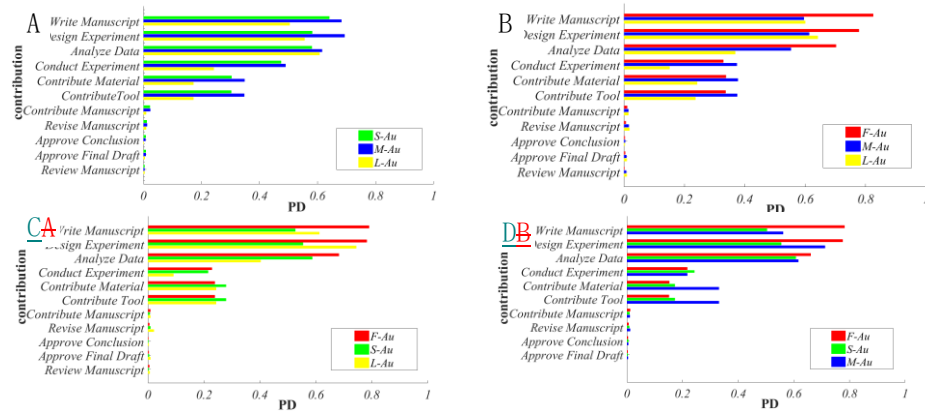 A
Write Manuscript
Design Experiment
Analyze Data
Conduct Experiment
Contribute Material
ContributeTool
Contribute Manuscript
Revise Manuscript
Approve Conclusion
Approve Final Draft
Review Manuscript
contribution
S-Au
M-Au
L-Au
0 0.2 0.4 0.6 0.8 1
PD
B
Write Manuscript
Design Experiment
Analyze Data
Conduct Experiment
Contribute Material
Contribute Tool
Contribute Manuscript
Revise Manuscript
Approve Conclusion
Approve Final Draft
Review Manuscript
contribution
F-Au
M-Au
L-Au
0 0.2 0.4 0.6 0.8 1
PD
CA
Write Manuscript
Design Experiment
Analyze Data
Conduct Experiment
Contribute Material
Contribute Tool
Contribute Manuscript
Revise Manuscript
Approve Conclusion
Approve Final Draft
Review Manuscript
contribution
F-Au
S-Au
L-Au
0 0.2 0.4 0.6 0.8 1
PD
DB
Write Manuscript
Design Experiment
Analyze Data
Conduct Experiment
Contribute Material
Contribute Tool
Contribute Manuscript
Revise Manuscript
Approve Conclusion
Approve Final Draft
contribution
F-Au
S-Au
M-Au
0 0.2 0.4 0.6 0.8 1
PD